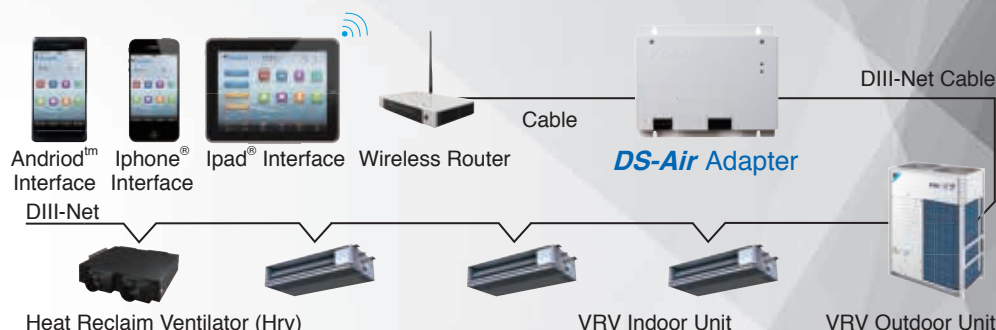 DIII-Net Cable
Cable
Andriod™
Interface
Iphone®
Interface
Ipad® Interface
Wireless Router
DS-Air Adapter
DIII-Net
Heat Reclaim Ventilator (Hrv)
VRV Indoor Unit
VRV Outdoor Unit